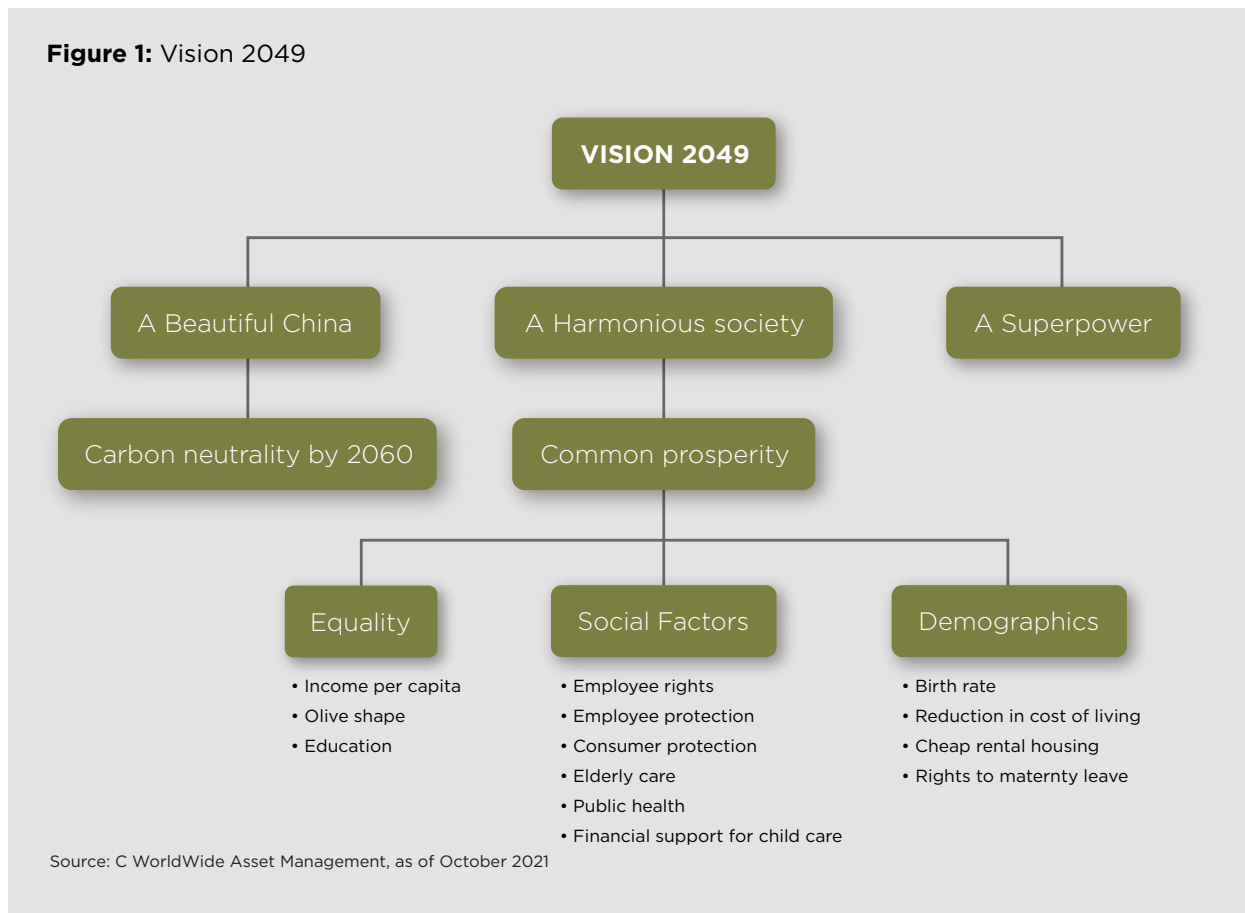 Figure 1: Vision 2049
VISION 2049
A Beautiful China
A Harmonious society
A Superpower
Carbon neutrality by 2060
Common prosperity
Equality
• Income per capita
• Olive shape
• Education
Social Factors
• Employee rights
• Employee protection
• Consumer protection
• Elderly care
• Public health
• Financial support for child care
Demographics
• Birth rate
• Reduction in cost of living
• Cheap rental housing
• Rights to maternty leave
Source: C WorldWide Asset Management, as of October 2021